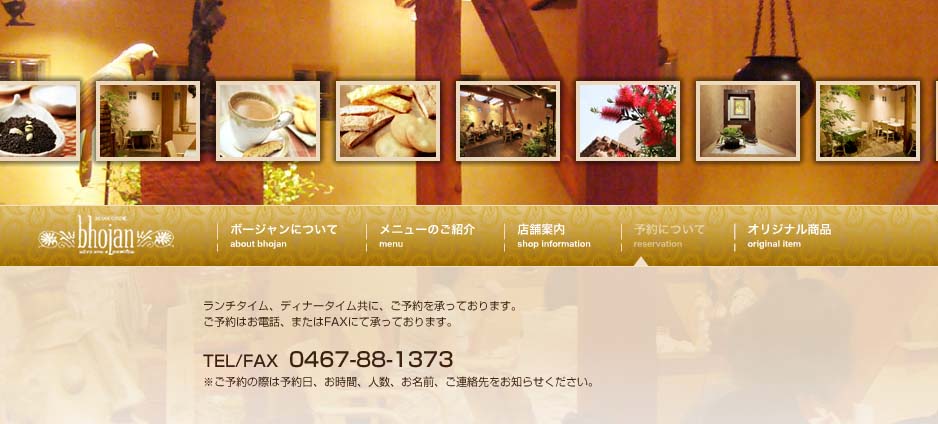 bhojan
ボージャンについて
about bhojan
メニューのご紹介
menu
店舗案内
shop information
予約について
reservation
オリジナル商品
original item
ランチタイム、ディナータイム共に、ご予約を承っております。
ご予約はお電話、またはFAXにて承っております。
TEL/FAX 0467-88-1373
※ご予約の際は予約日、お時間、人数、お名前、ご連絡先をお知らせください。